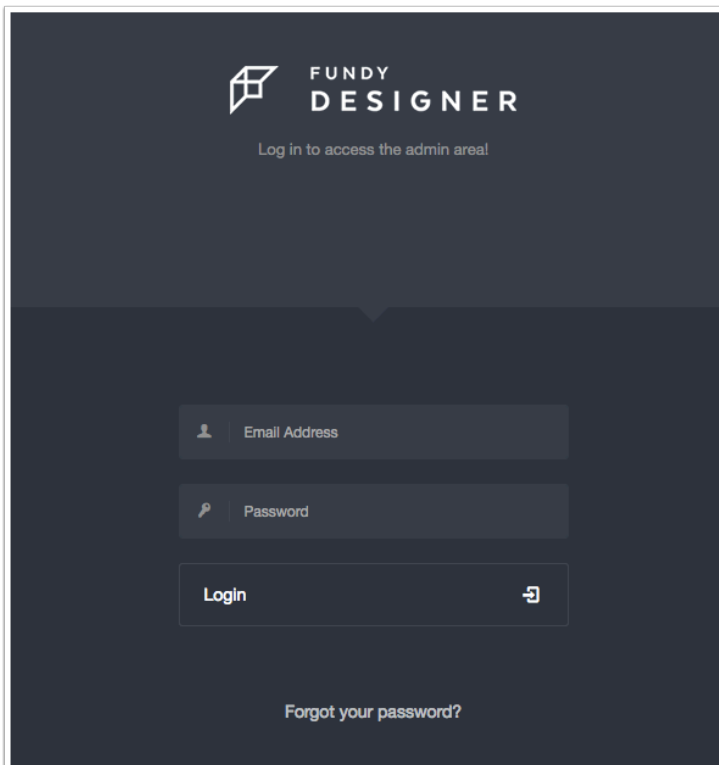 FUNDY
DESIGNER
Log in to access the admin area!
Email Address
Password
Login
Forgot your password?